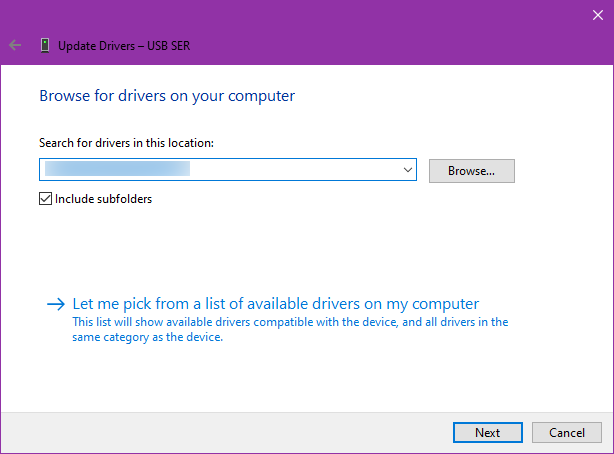 Update Drivers – USB SER
Browse for drivers on your computer
Search for drivers in this location:
Browse...
Include subfolders
Let me pick from a list of available drivers on my computer
This list will show available drivers compatible with the device, and all drivers in the
same category as the device.
Next
Cancel